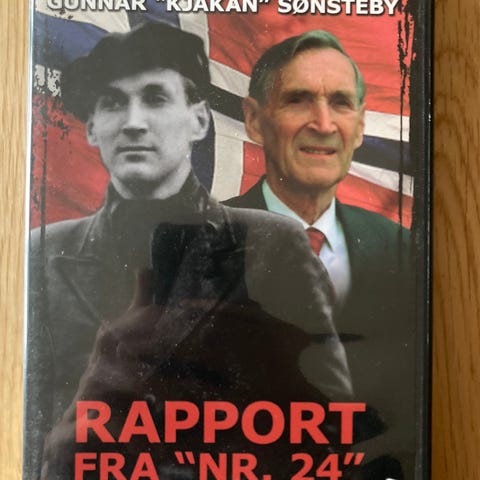 GUNNAR "KJAKAN" SØNSTEBY
RAPPORT
FRA "NR. 24"